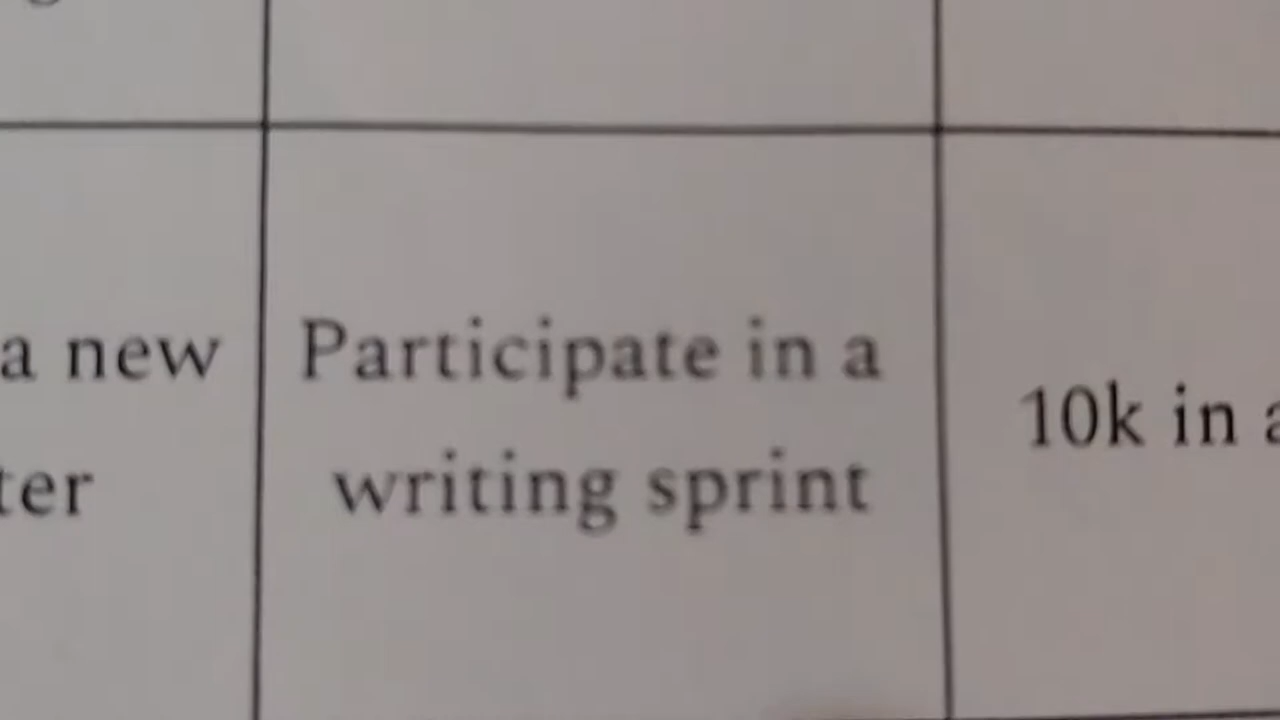 a new
ter
Participate in a
writing sprint
10k in a